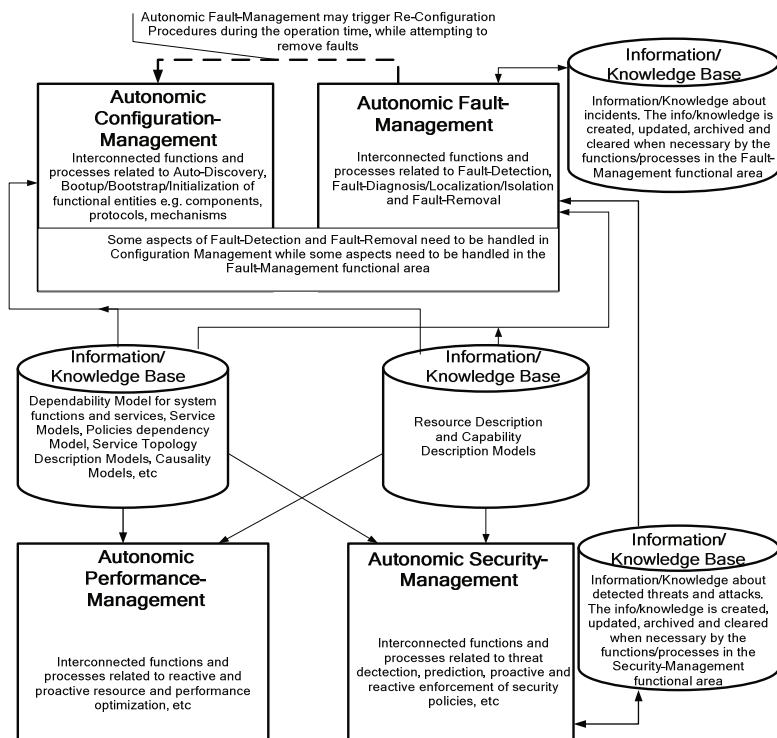 Autonomic Fault-Management may trigger Re-Configuration
Procedures during the operation time, while attempting to
remove faults
Information/
Knowledge Base
Information/Knowledge about
incidents. The info/knowledge is
created, updated, archived and
cleared when necessary by the
functions/processes in the Fault-
Management functional area
Autonomic
Configuration-
Management
Interconnected functions and
processes related to Auto-Discovery,
Bootup/Bootstrap/Initialization of
functional entities e.g. components,
protocols, mechanisms
Autonomic Fault-
Management
Interconnected functions and
processes related to Fault-Detection,
Fault-Diagnosis/Localization/Isolation
and Fault-Removal
Some aspects of Fault-Detection and Fault-Removal need to be handled in
Configuration Management while some aspects need to be handled in the
Fault-Management functional area
Information/
Knowledge Base
Dependability Model for system
functions and services, Service
Models, Policies dependency
Model, Service Topology
Description Models, Causality
Models, etc
Information/
Knowledge Base
Resource Description
and Capability
Description Models
Autonomic
Performance-
Management
Interconnected functions and
processes related to reactive and
proactive resource and performance
optimization, etc
Autonomic Security-
Management
Interconnected functions and
processes related to threat
dectection, prediction, proactive and
reactive enforcement of security
policies, etc
Information/
Knowledge Base
Information/Knowledge about
detected threats and attacks.
The info/knowledge is created,
updated, archived and cleared
when necessary by the
functions/processes in the
Security-Management
functional area